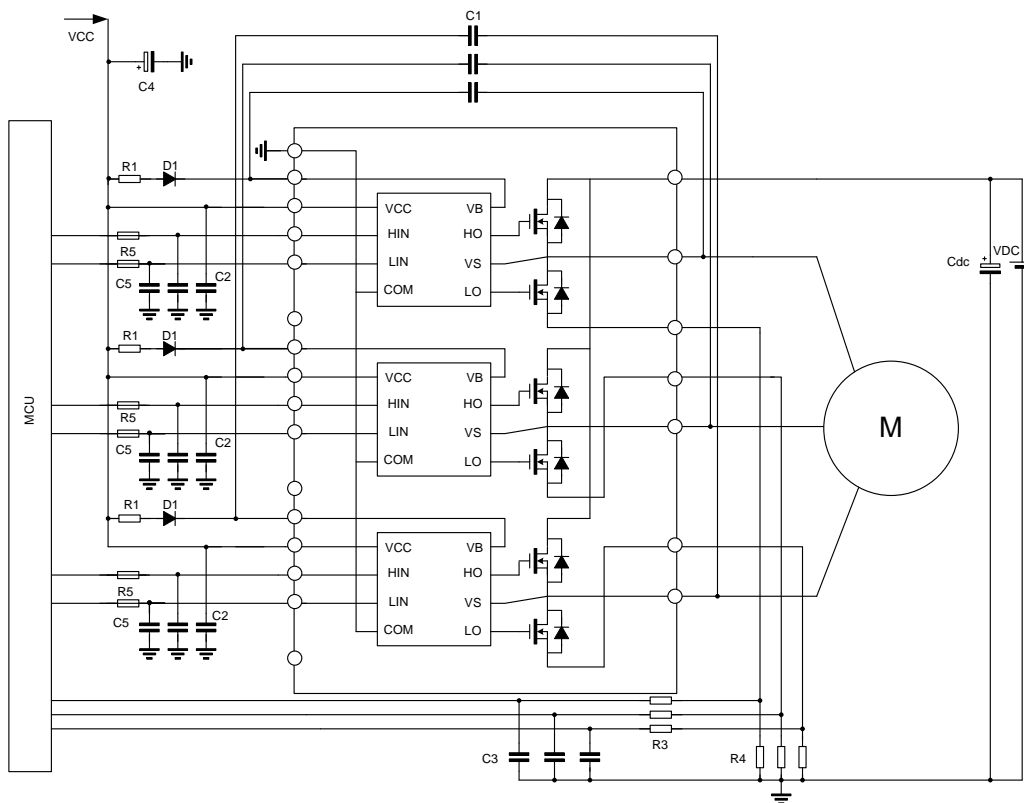 C1
VCC
C4
R1 D1
VCC VB
HIN HO
R5
LIN VS
C5 C2
COM LO
Cdc
VDC
R1 D1
VCC VB
HIN HO
R5
LIN VS
C5 C2
COM LO
MCU
M
R1 D1
VCC VB
HIN HO
R5
LIN VS
C5 C2
COM LO
R3
C3
R4